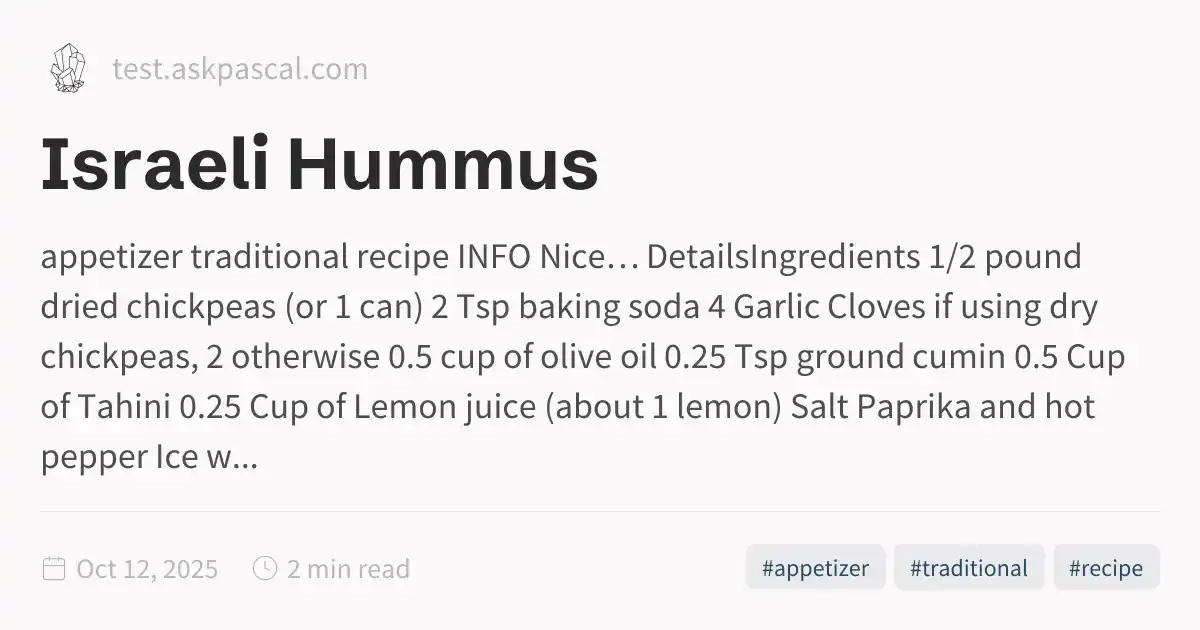 test.askpascal.com
Israeli Hummus
appetizer traditional recipe INFO Nice… DetailsIngredients 1/2 pound
dried chickpeas (or 1 can) 2 Tsp baking soda 4 Garlic Cloves if using dry
chickpeas, 2 otherwise 0.5 cup of olive oil 0.25 Tsp ground cumin 0.5 Cup
of Tahini 0.25 Cup of Lemon juice (about 1 lemon) Salt Paprika and hot
pepper Ice w...
Oct 12, 2025 2 min read #appetizer #traditional #recipe